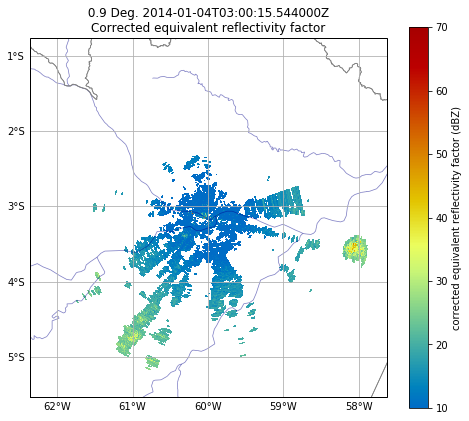 0.9 Deg. 2014-01-04T03:00:15.544000Z
Corrected equivalent reflectivity factor
1°S
2°S
3°S
4°S
5°S
62°W
61°W
60°W
59°W
58°W
70
60
50
40
30
20
10
corrected equivalent reflectivity factor (dBZ)